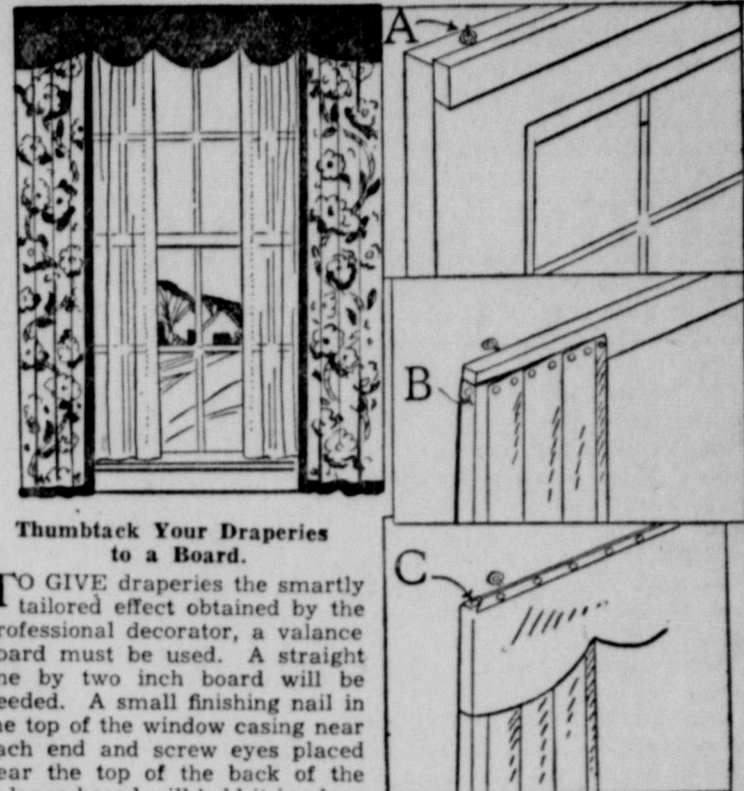 A
B
C
Thumbtack Your Draperies
to a Board.
TO GIVE draperies the smartly
tailored effect obtained by the
rofessional decorator, a valance
oard must be used. A straight
ne by two inch board will be
eeded. A small finishing nail in
he top of the window casing near
ach end and screw eyes placed
ear the top of the back of the